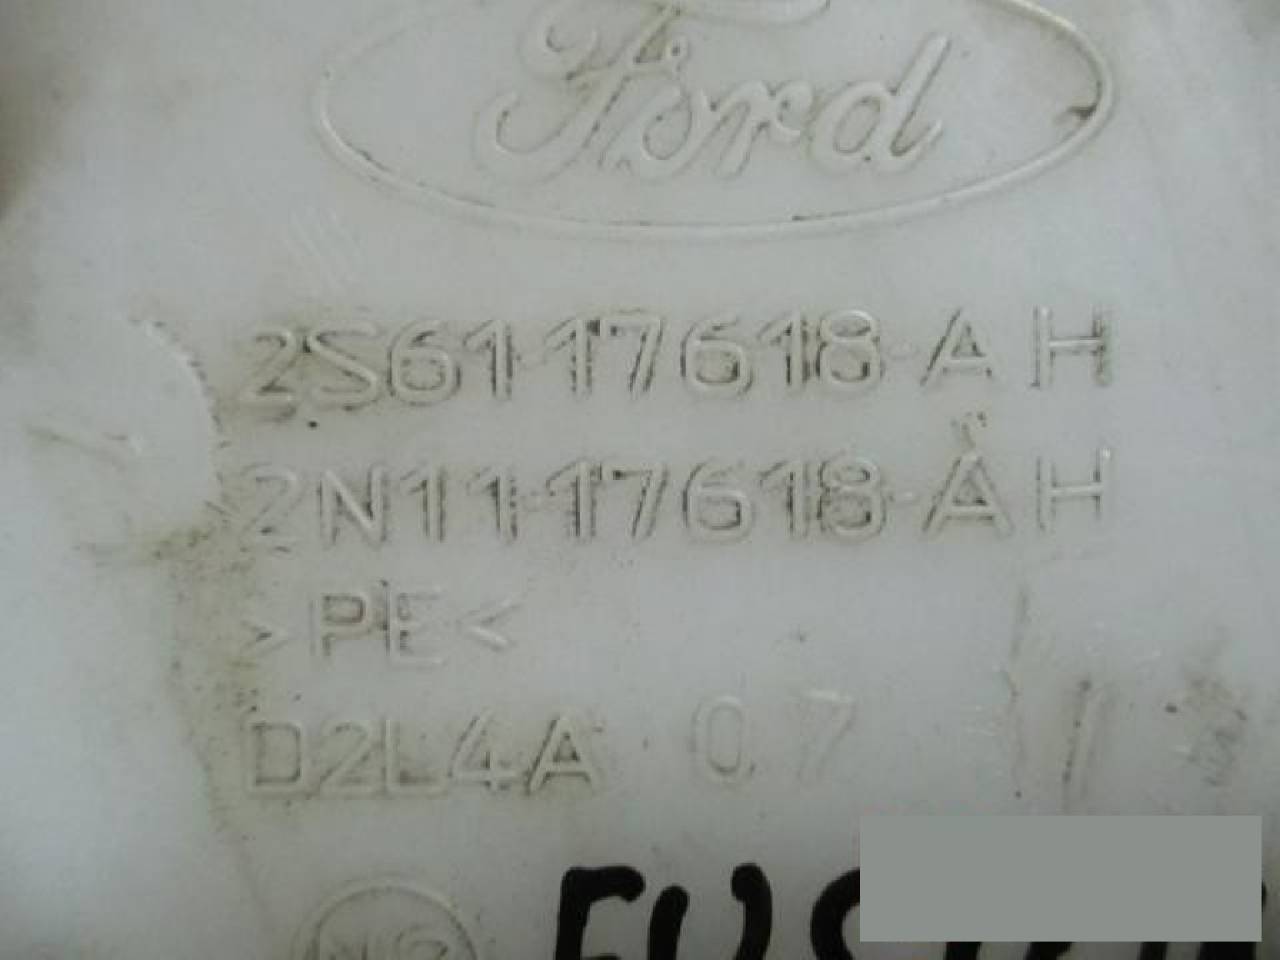 Ford
2S61-17618-AH
2N11-17618-AH
>PE<
D2L4A 07